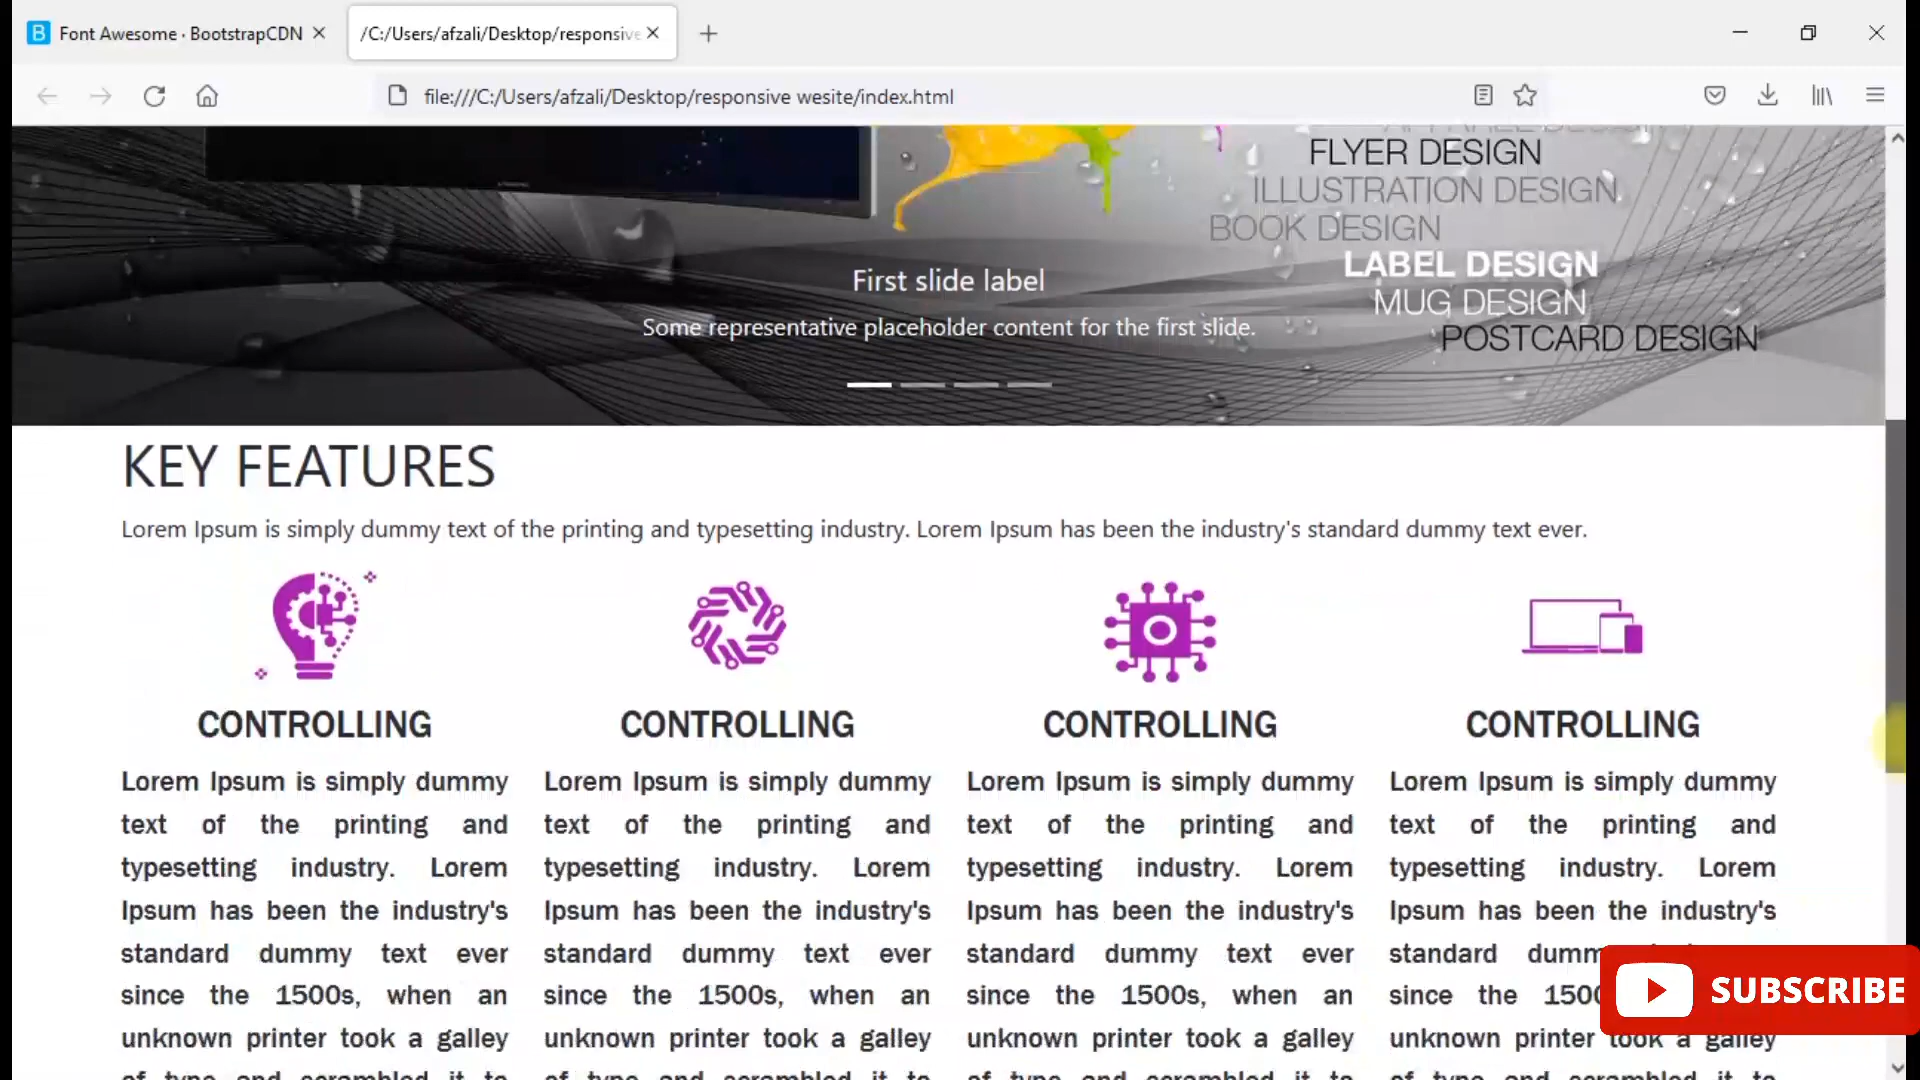 Font Awesome · BootstrapCDN
/C:/Users/afzali/Desktop/responsive
file:///C:/Users/afzali/Desktop/responsive wesite/index.html
FLYER DESIGN
ILLUSTRATION DESIGN
BOOK DESIGN
LABEL DESIGN
MUG DESIGN
POSTCARD DESIGN
First slide label
Some representative placeholder content for the first slide.
KEY FEATURES
Lorem Ipsum is simply dummy text of the printing and typesetting industry. Lorem Ipsum has been the industry's standard dummy text ever.
CONTROLLING
Lorem Ipsum is simply dummy
text of the printing and
typesetting industry. Lorem
Ipsum has been the industry's
standard dummy text ever
since the 1500s, when an
unknown printer took a galley
of type and scrambled it to
CONTROLLING
Lorem Ipsum is simply dummy
text of the printing and
typesetting industry. Lorem
Ipsum has been the industry's
standard dummy text ever
since the 1500s, when an
unknown printer took a galley
of type and scrambled it to
CONTROLLING
Lorem Ipsum is simply dummy
text of the printing and
typesetting industry. Lorem
Ipsum has been the industry's
standard dummy text ever
since the 1500s, when an
unknown printer took a galley
of type and scrambled it to
CONTROLLING
Lorem Ipsum is simply dummy
text of the printing and
typesetting industry. Lorem
Ipsum has been the industry's
standard
since the
unknown printer took a galley
of type and scrambled it to
SUBSCRIBE